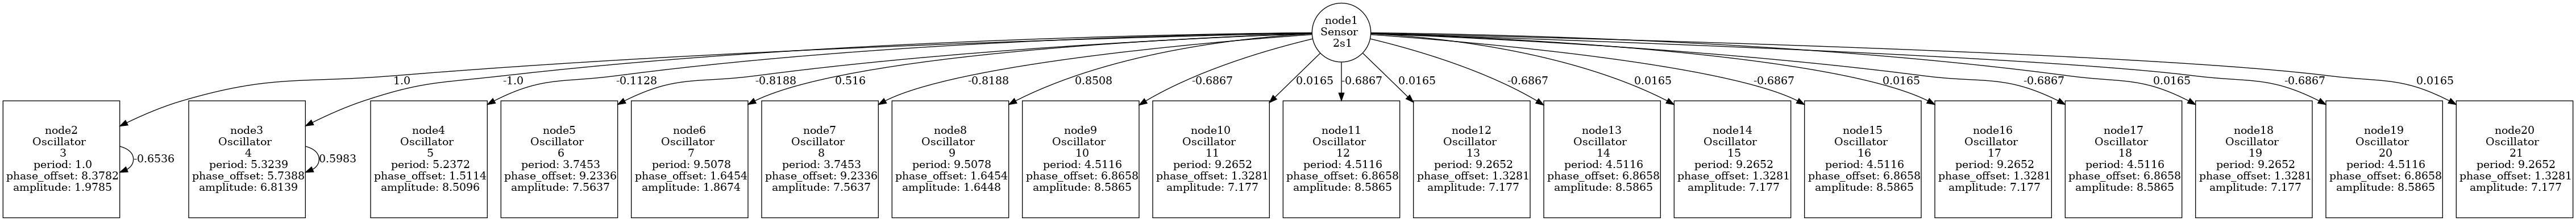 node1
Sensor
2s1
1.0
-1.0
-0.1128
-0.8188
0.516
-0.8188
0.8508
-0.6867
0.0165
-0.6867
0.0165
-0.6867
0.0165
-0.6867
0.0165
-0.6867
0.0165
-0.6867
0.0165
node2
Oscillator
3
period: 1.0
phase_offset: 8.3782
amplitude: 1.9785
-0.6536
node3
Oscillator
4
period: 5.3239
phase_offset: 5.7388
amplitude: 6.8139
0.5983
node4
Oscillator
5
period: 5.2372
phase_offset: 1.5114
amplitude: 8.5096
node5
Oscillator
6
period: 3.7453
phase_offset: 9.2336
amplitude: 7.5637
node6
Oscillator
7
period: 9.5078
phase_offset: 1.6454
amplitude: 1.8674
node7
Oscillator
8
period: 3.7453
phase_offset: 9.2336
amplitude: 7.5637
node8
Oscillator
9
period: 9.5078
phase_offset: 1.6454
amplitude: 1.6448
node9
Oscillator
10
period: 4.5116
phase_offset: 6.8658
amplitude: 8.5865
node10
Oscillator
11
period: 9.2652
phase_offset: 1.3281
amplitude: 7.177
node11
Oscillator
12
period: 4.5116
phase_offset: 6.8658
amplitude: 8.5865
node12
Oscillator
13
period: 9.2652
phase_offset: 1.3281
amplitude: 7.177
node13
Oscillator
14
period: 4.5116
phase_offset: 6.8658
amplitude: 8.5865
node14
Oscillator
15
period: 9.2652
phase_offset: 1.3281
amplitude: 7.177
node15
Oscillator
16
period: 4.5116
phase_offset: 6.8658
amplitude: 8.5865
node16
Oscillator
17
period: 9.2652
phase_offset: 1.3281
amplitude: 7.177
node17
Oscillator
18
period: 4.5116
phase_offset: 6.8658
amplitude: 8.5865
node18
Oscillator
19
period: 9.2652
phase_offset: 1.3281
amplitude: 7.177
node19
Oscillator
20
period: 4.5116
phase_offset: 6.8658
amplitude: 8.5865
node20
Oscillator
21
period: 9.2652
phase_offset: 1.3281
amplitude: 7.177